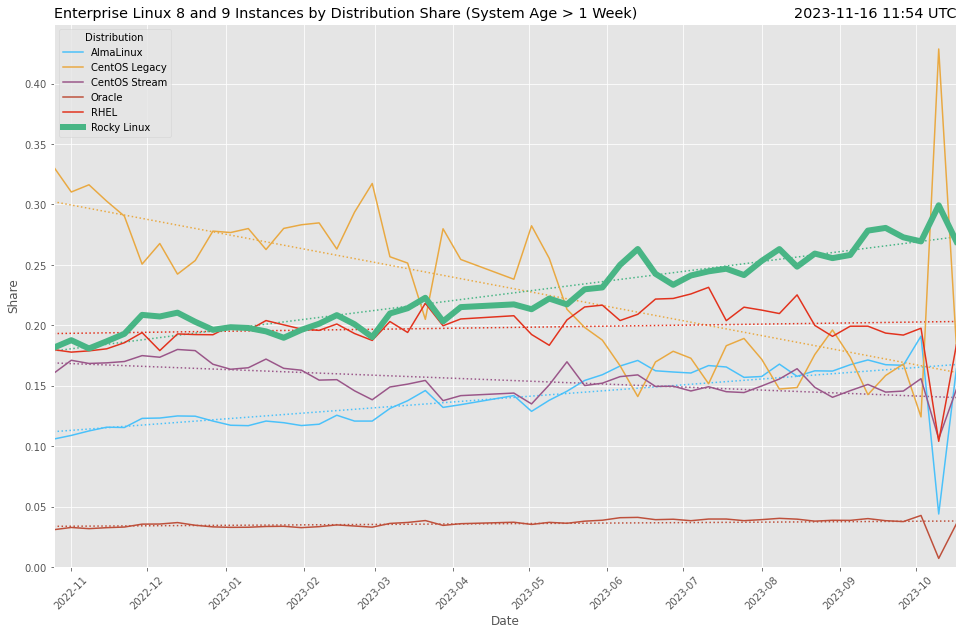 Enterprise Linux 8 and 9 Instances by Distribution Share (System Age > 1 Week)
2023-11-16 11:54 UTC
Distribution
AlmaLinux
CentOS Legacy
CentOS Stream
Oracle
RHEL
Rocky Linux
0.40
0.35
0.30
0.25
0.20
0.15
0.10
0.05
0.00
Share
2022-11
2022-12
2023-01
2023-02
2023-03
2023-04
2023-05
2023-06
2023-07
2023-08
2023-09
2023-10
Date